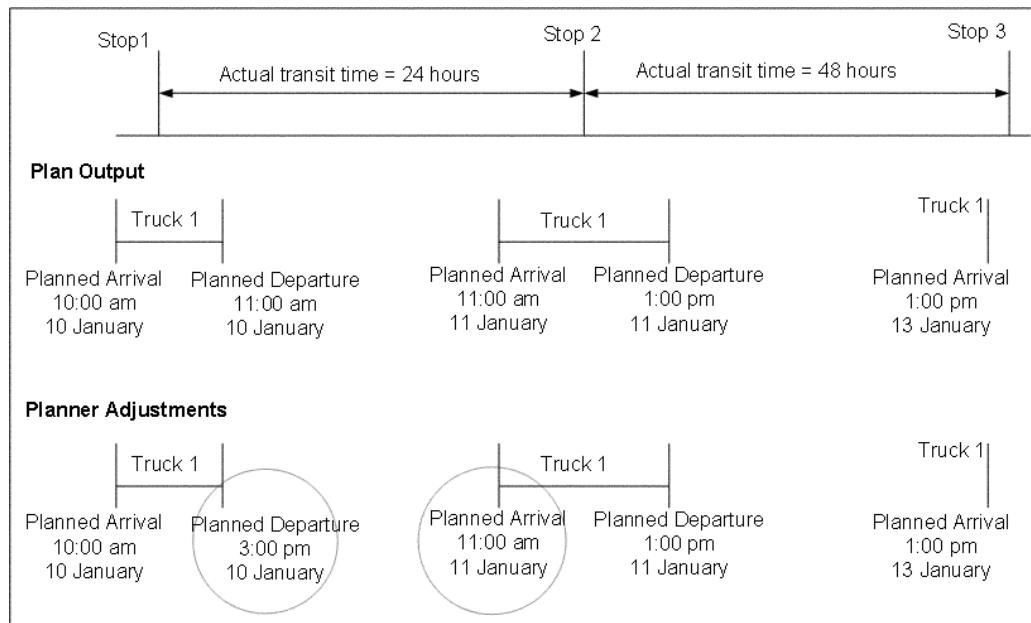 Stop1
Stop 2
Stop 3
Actual transit time = 24 hours
Actual transit time = 48 hours
Plan Output
Truck 1
Truck 1
Truck 1
Planned Arrival
10:00 am
10 January
Planned Departure
11:00 am
10 January
Planned Arrival
11:00 am
11 January
Planned Departure
1:00 pm
11 January
Planned Arrival
1:00 pm
13 January
Planner Adjustments
Truck 1
Truck 1
Truck 1
Planned Arrival
10:00 am
10 January
Planned Departure
3:00 pm
10 January
Planned Arrival
11:00 am
11 January
Planned Departure
1:00 pm
11 January
Planned Arrival
1:00 pm
13 January